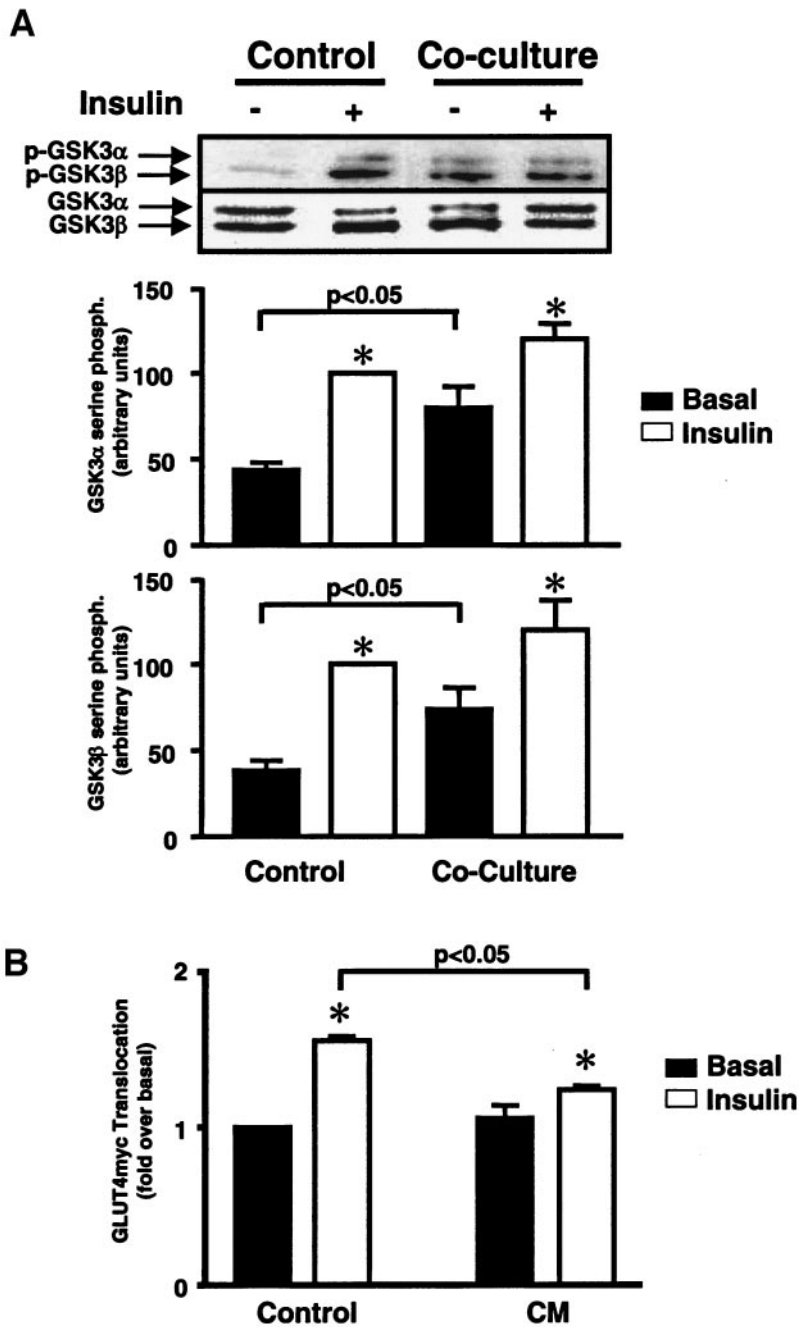 A
Control Co-culture
Insulin - + - +
p-GSK3α
p-GSK3β
GSK3α
GSK3β
GSK3α serine phosph.
(arbitrary units)
150
100
50
0
p<0.05
*
*
Basal
Insulin
GSK3β serine phosph.
(arbitrary units)
150
100
50
0
p<0.05
*
*
Control Co-Culture
B
GLUT4myc Translocation
(fold over basal)
2
1
0
p<0.05
*
*
Basal
Insulin
Control CM